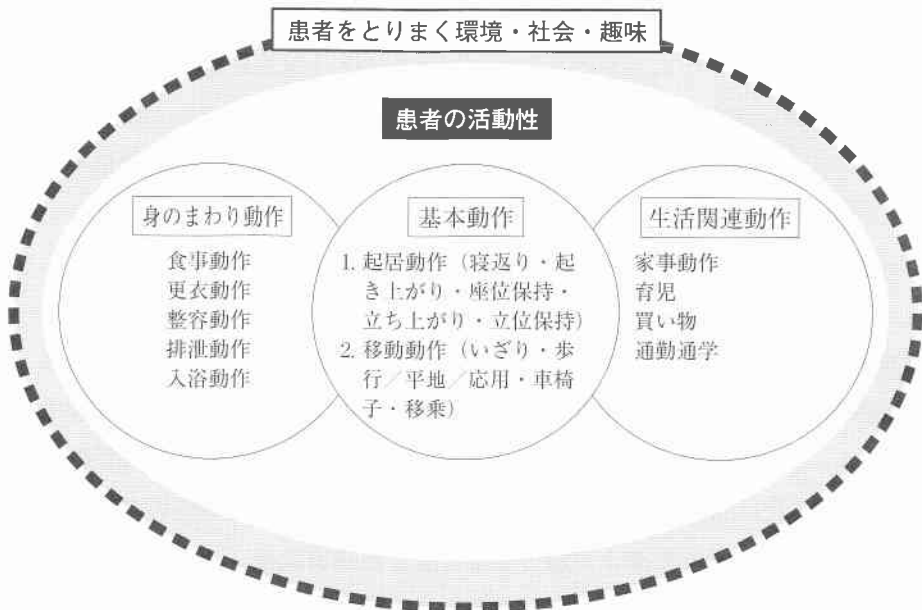 患者をとりまく環境・社会・趣味
患者の活動性
身のまわり動作
食事動作
更衣動作
整容動作
排泄動作
入浴動作
基本動作
1. 起居動作（寝返り・起
き上がり・座位保持・
立ち上がり・立位保持）
2. 移動動作（いざり・歩
行／平地／応用・車椅
子・移乗）
生活関連動作
家事動作
育児
買い物
通勤通学